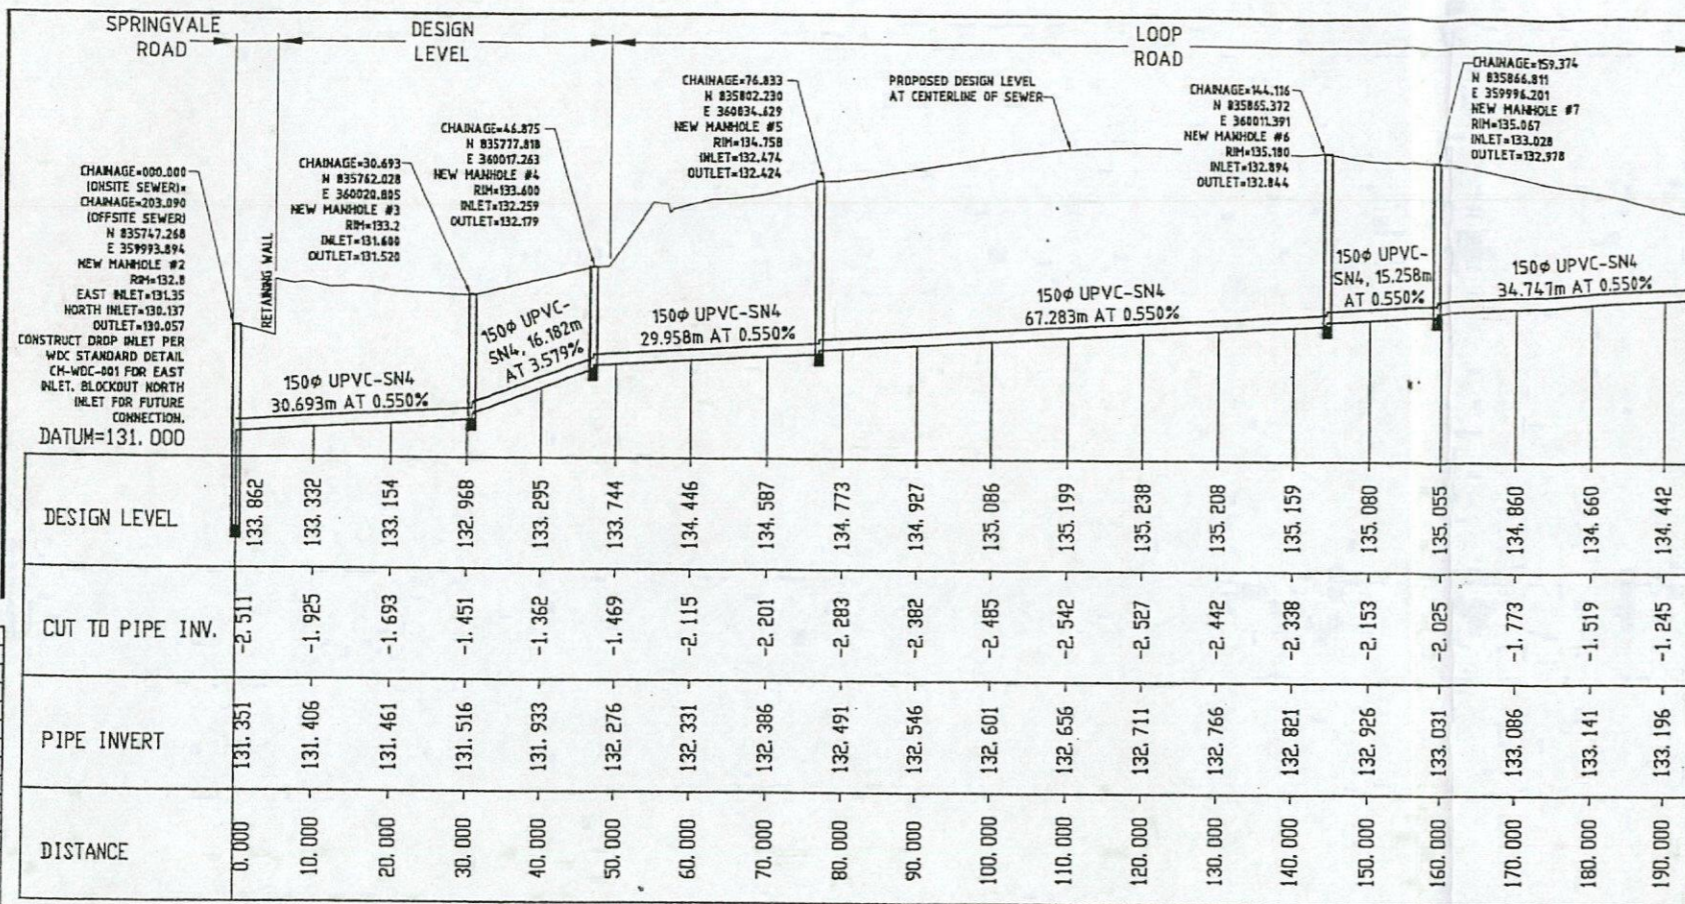 SPRINGVALE
ROAD
DESIGN
LEVEL
LOOP
ROAD
CHAINAGE=000.000
(ONSITE SEWER)=
CHAINAGE=203.090
(OFFSITE SEWER)
N 835747.268
E 359993.894
NEW MANHOLE #2
RIM=132.8
EAST INLET=131.35
NORTH INLET=130.137
OUTLET=130.057
CONSTRUCT DROP INLET PER
WDC STANDARD DETAIL
CH-WDC-001 FOR EAST
INLET. BLOCKOUT NORTH
INLET FOR FUTURE
CONNECTION.
DATUM=131.000
RETAINING WALL
CHAINAGE=30.693
N 835762.028
E 360020.805
NEW MANHOLE #3
RIM=133.2
INLET=131.600
OUTLET=131.520
CHAINAGE=46.875
N 835777.818
E 360017.263
NEW MANHOLE #4
RIM=133.600
INLET=132.259
OUTLET=132.179
CHAINAGE=76.833
N 835802.230
E 360034.629
NEW MANHOLE #5
RIM=134.758
INLET=132.474
OUTLET=132.424
PROPOSED DESIGN LEVEL
AT CENTERLINE OF SEWER
CHAINAGE=144.116
N 835865.372
E 360011.391
NEW MANHOLE #6
RIM=135.180
INLET=132.894
OUTLET=132.844
CHAINAGE=159.374
N 835866.811
E 359996.201
NEW MANHOLE #7
RIM=135.067
INLET=133.028
OUTLET=132.978
150ϕ UPVC-SN4
30.693m AT 0.550%
150ϕ UPVC-
SN4, 16.182m
AT 3.579%
150ϕ UPVC-SN4
29.958m AT 0.550%
150ϕ UPVC-SN4
67.283m AT 0.550%
150ϕ UPVC-
SN4, 15.258m
AT 0.550%
150ϕ UPVC-SN4
34.747m AT 0.550%
DESIGN LEVEL 133.862 133.332 133.154 132.968 133.295 133.744 134.446 134.587 134.773 134.927 135.086 135.199 135.238 135.208 135.159 135.080 135.055 134.860 134.660 134.442
CUT TO PIPE INV. -2.511 -1.925 -1.693 -1.451 -1.362 -1.469 -2.115 -2.201 -2.283 -2.382 -2.485 -2.542 -2.527 -2.442 -2.338 -2.153 -2.025 -1.773 -1.519 -1.245
PIPE INVERT 131.351 131.406 131.461 131.516 131.933 132.276 132.331 132.386 132.491 132.546 132.601 132.656 132.711 132.766 132.821 132.926 133.031 133.086 133.141 133.196
DISTANCE 0.000 10.000 20.000 30.000 40.000 50.000 60.000 70.000 80.000 90.000 100.000 110.000 120.000 130.000 140.000 150.000 160.000 170.000 180.000 190.000